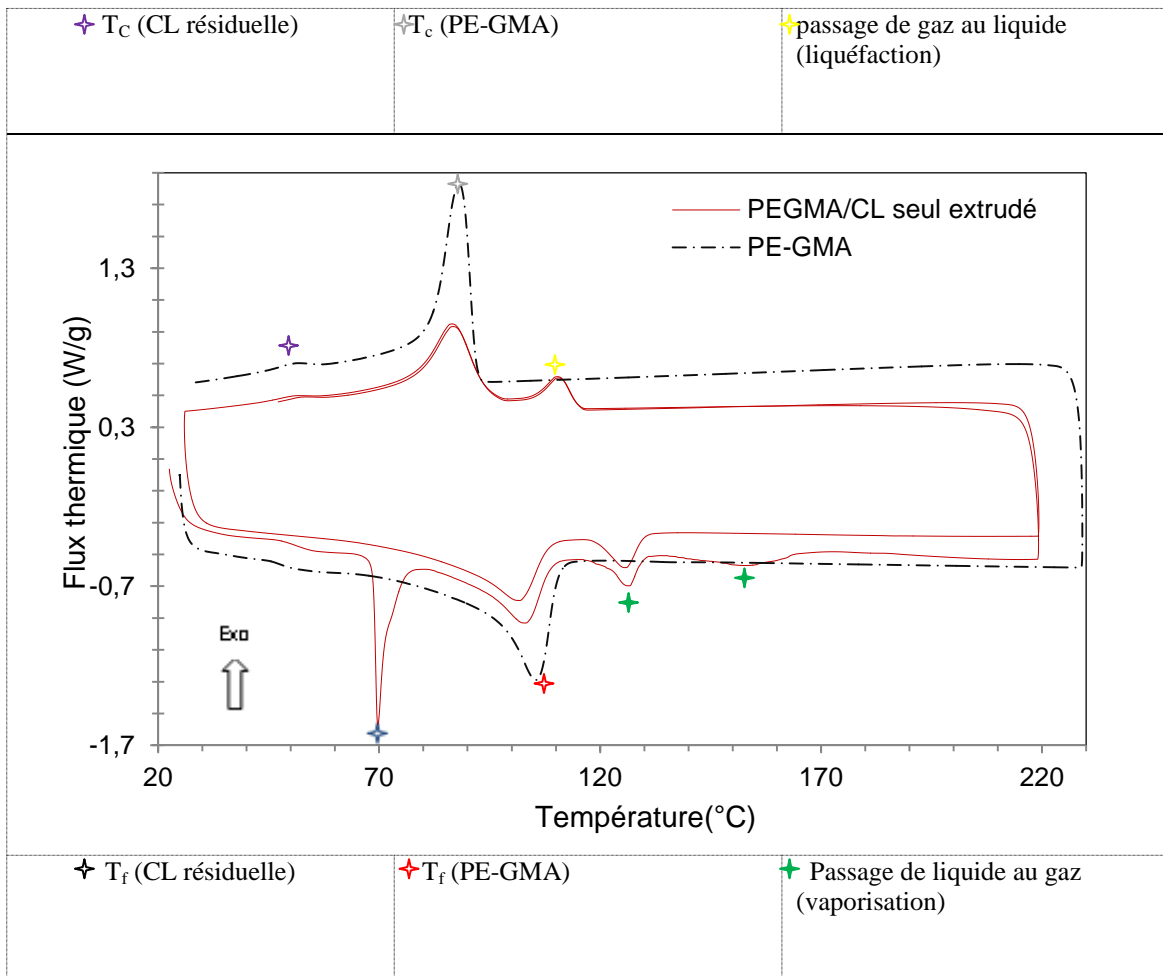 T_C (CL résiduelle)
T_c (PE-GMA)
passage de gaz au liquide
(liquéfaction)
PEGMA/CL seul extrudé
PE-GMA
1,3
0,3
-0,7
-1,7
Flux thermique (W/g)
Exo
20
70
120
170
220
Température(°C)
T_f (CL résiduelle)
T_f (PE-GMA)
Passage de liquide au gaz
(vaporisation)